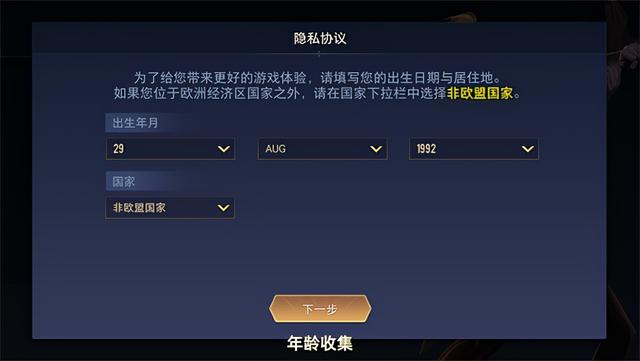 隐私协议
为了给您带来更好的游戏体验，请填写您的出生日期与居住地。
如果您位于欧洲经济区国家之外，请在国家下拉栏中选择非欧盟国家。
出生年月
29 AUG 1992
国家
非欧盟国家
下一步
年龄收集